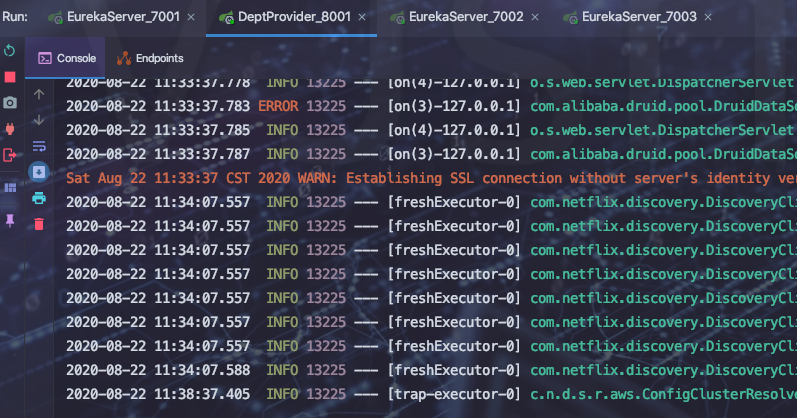 Run: EurekaServer_7001 × DeptProvider_8001 × EurekaServer_7002 × EurekaServer_7003 ×
Console Endpoints
2020-08-22 11:33:37.778 INFO 13225 --- [on(4)-127.0.0.1] o.s.web.servlet.DispatcherServlet
2020-08-22 11:33:37.783 ERROR 13225 --- [on(3)-127.0.0.1] com.alibaba.druid.pool.DruidDataSo
2020-08-22 11:33:37.785 INFO 13225 --- [on(4)-127.0.0.1] o.s.web.servlet.DispatcherServlet
2020-08-22 11:33:37.787 INFO 13225 --- [on(3)-127.0.0.1] com.alibaba.druid.pool.DruidDataSo
Sat Aug 22 11:33:37 CST 2020 WARN: Establishing SSL connection without server's identity ver
2020-08-22 11:34:07.557 INFO 13225 --- [freshExecutor-0] com.netflix.discovery.DiscoveryCli
2020-08-22 11:34:07.557 INFO 13225 --- [freshExecutor-0] com.netflix.discovery.DiscoveryCli
2020-08-22 11:34:07.557 INFO 13225 --- [freshExecutor-0] com.netflix.discovery.DiscoveryCli
2020-08-22 11:34:07.557 INFO 13225 --- [freshExecutor-0] com.netflix.discovery.DiscoveryCli
2020-08-22 11:34:07.557 INFO 13225 --- [freshExecutor-0] com.netflix.discovery.DiscoveryCli
2020-08-22 11:34:07.557 INFO 13225 --- [freshExecutor-0] com.netflix.discovery.DiscoveryCli
2020-08-22 11:34:07.557 INFO 13225 --- [freshExecutor-0] com.netflix.discovery.DiscoveryCli
2020-08-22 11:34:07.588 INFO 13225 --- [freshExecutor-0] com.netflix.discovery.DiscoveryCli
2020-08-22 11:38:37.405 INFO 13225 --- [trap-executor-0] c.n.d.s.r.aws.ConfigClusterResolve